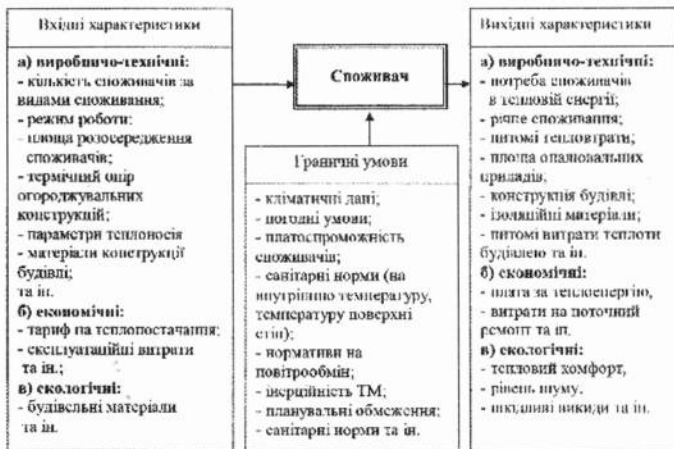 Вхідні характеристики
а) виробничо-технічні:
- кількість споживачів за
видами споживання;
- режим роботи;
- площа розосередження
споживачів;
- термічний опір
огороджувальних
конструкцій;
- параметри теплоносія
- матеріали конструкції
будівлі;
та ін.
б) економічні:
- тариф на теплопостачання;
- експлуатаційні витрати
та ін.;
в) екологічні:
- будівельні матеріали
та ін.
Споживач
Граничні умови
- кліматичні дані;
- погодні умови;
- платоспроможність
споживачів;
- санітарні норми (на
внутрішню температуру,
температуру поверхні
стін);
- нормативи на
повітрообмін;
- інерційність ТМ;
- планувальні обмеження;
- санітарні норми та ін.
Вихідні характеристики
а) виробничо-технічні:
- потреба споживачів
в тепловій енергії;
- річне споживання;
- питомі тепловтрати;
- площа опалювальних
приладів;
- конструкція будівлі;
- ізоляційні матеріали;
- питомі витрати теплоти
будівлею та ін.
б) економічні:
- плата за теплоенергію,
- витрати на поточний
ремонт та ін.
в) екологічні:
- тепловий комфорт,
- рівень шуму,
- шкідливі викиди та ін.